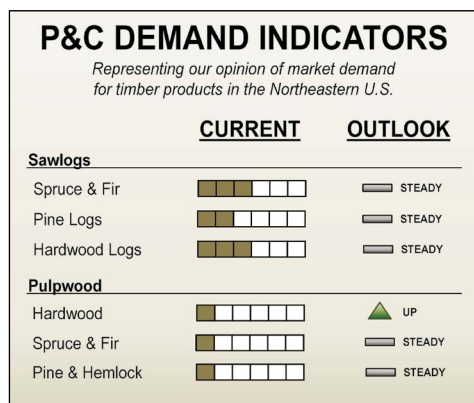 P&C DEMAND INDICATORS
Representing our opinion of market demand
for timber products in the Northeastern U.S.
CURRENT OUTLOOK
Sawlogs
Spruce & Fir STEADY
Pine Logs STEADY
Hardwood Logs STEADY
Pulpwood
Hardwood UP
Spruce & Fir STEADY
Pine & Hemlock STEADY